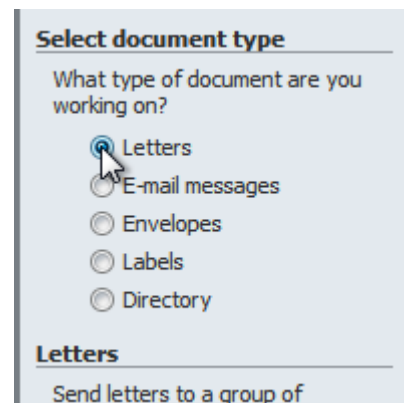 Select document type
What type of document are you
working on?
Letters
E-mail messages
Envelopes
Labels
Directory
Letters
Send letters to a group of